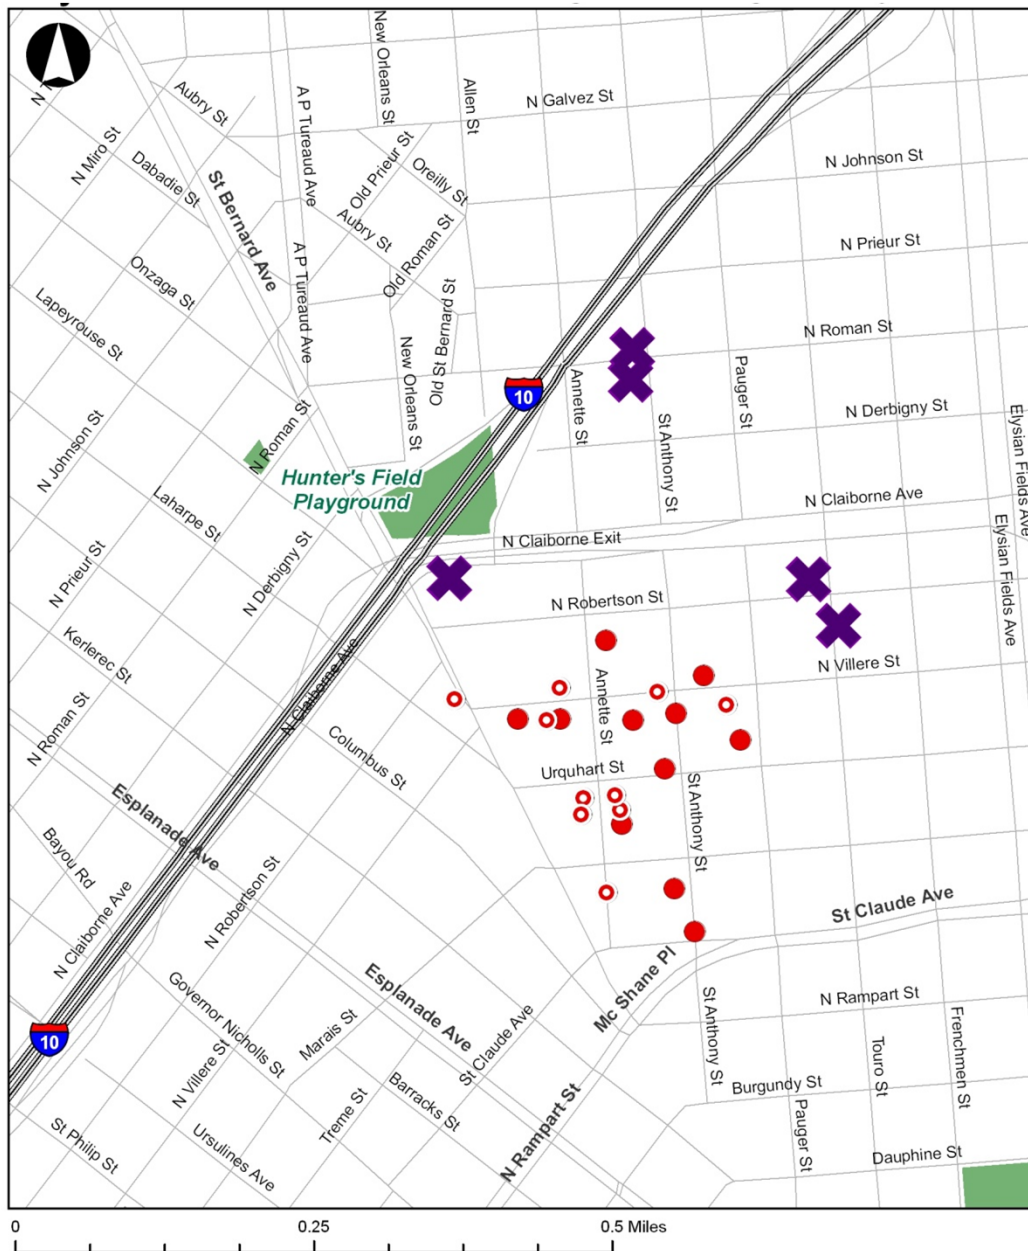 New Orleans St
Allen St
N Galvez St
Aubry St
A P Tureaud Ave
N Miro St
Dabadie St
Old Prieur St
Oreilly St
N Johnson St
St Bernard Ave
Aubry St
Old Roman St
N Prieur St
Onzaga St
A P Tureaud Ave
Lapeyrouse St
Old St Bernard St
New Orleans St
N Roman St
10
Annette St
Pauger St
N Derbigny St
N Johnson St
N Roman St
St Anthony St
Elysian Fields Ave
Hunter's Field
Playground
Laharpe St
N Claiborne Ave
N Claiborne Exit
N Prieur St
N Derbigny St
Elysian Fields Ave
N Robertson St
Kerlerec St
N Villere St
N Claiborne Ave
Annette St
N Roman St
Columbus St
Urquhart St
St Anthony St
Esplanade Ave
Bayou Rd
N Robertson St
N Claiborne Ave
St Claude Ave
Esplanade Ave
Mc Shane Pl
Governor Nicholls St
Marais St
St Claude Ave
N Rampart St
St Anthony St
Frenchmen St
Touro St
10
N Villere St
Treme St
Barracks St
Burgundy St
N Rampart St
Pauger St
St Philip St
Ursulines Ave
Dauphine St
0
0.25
0.5 Miles